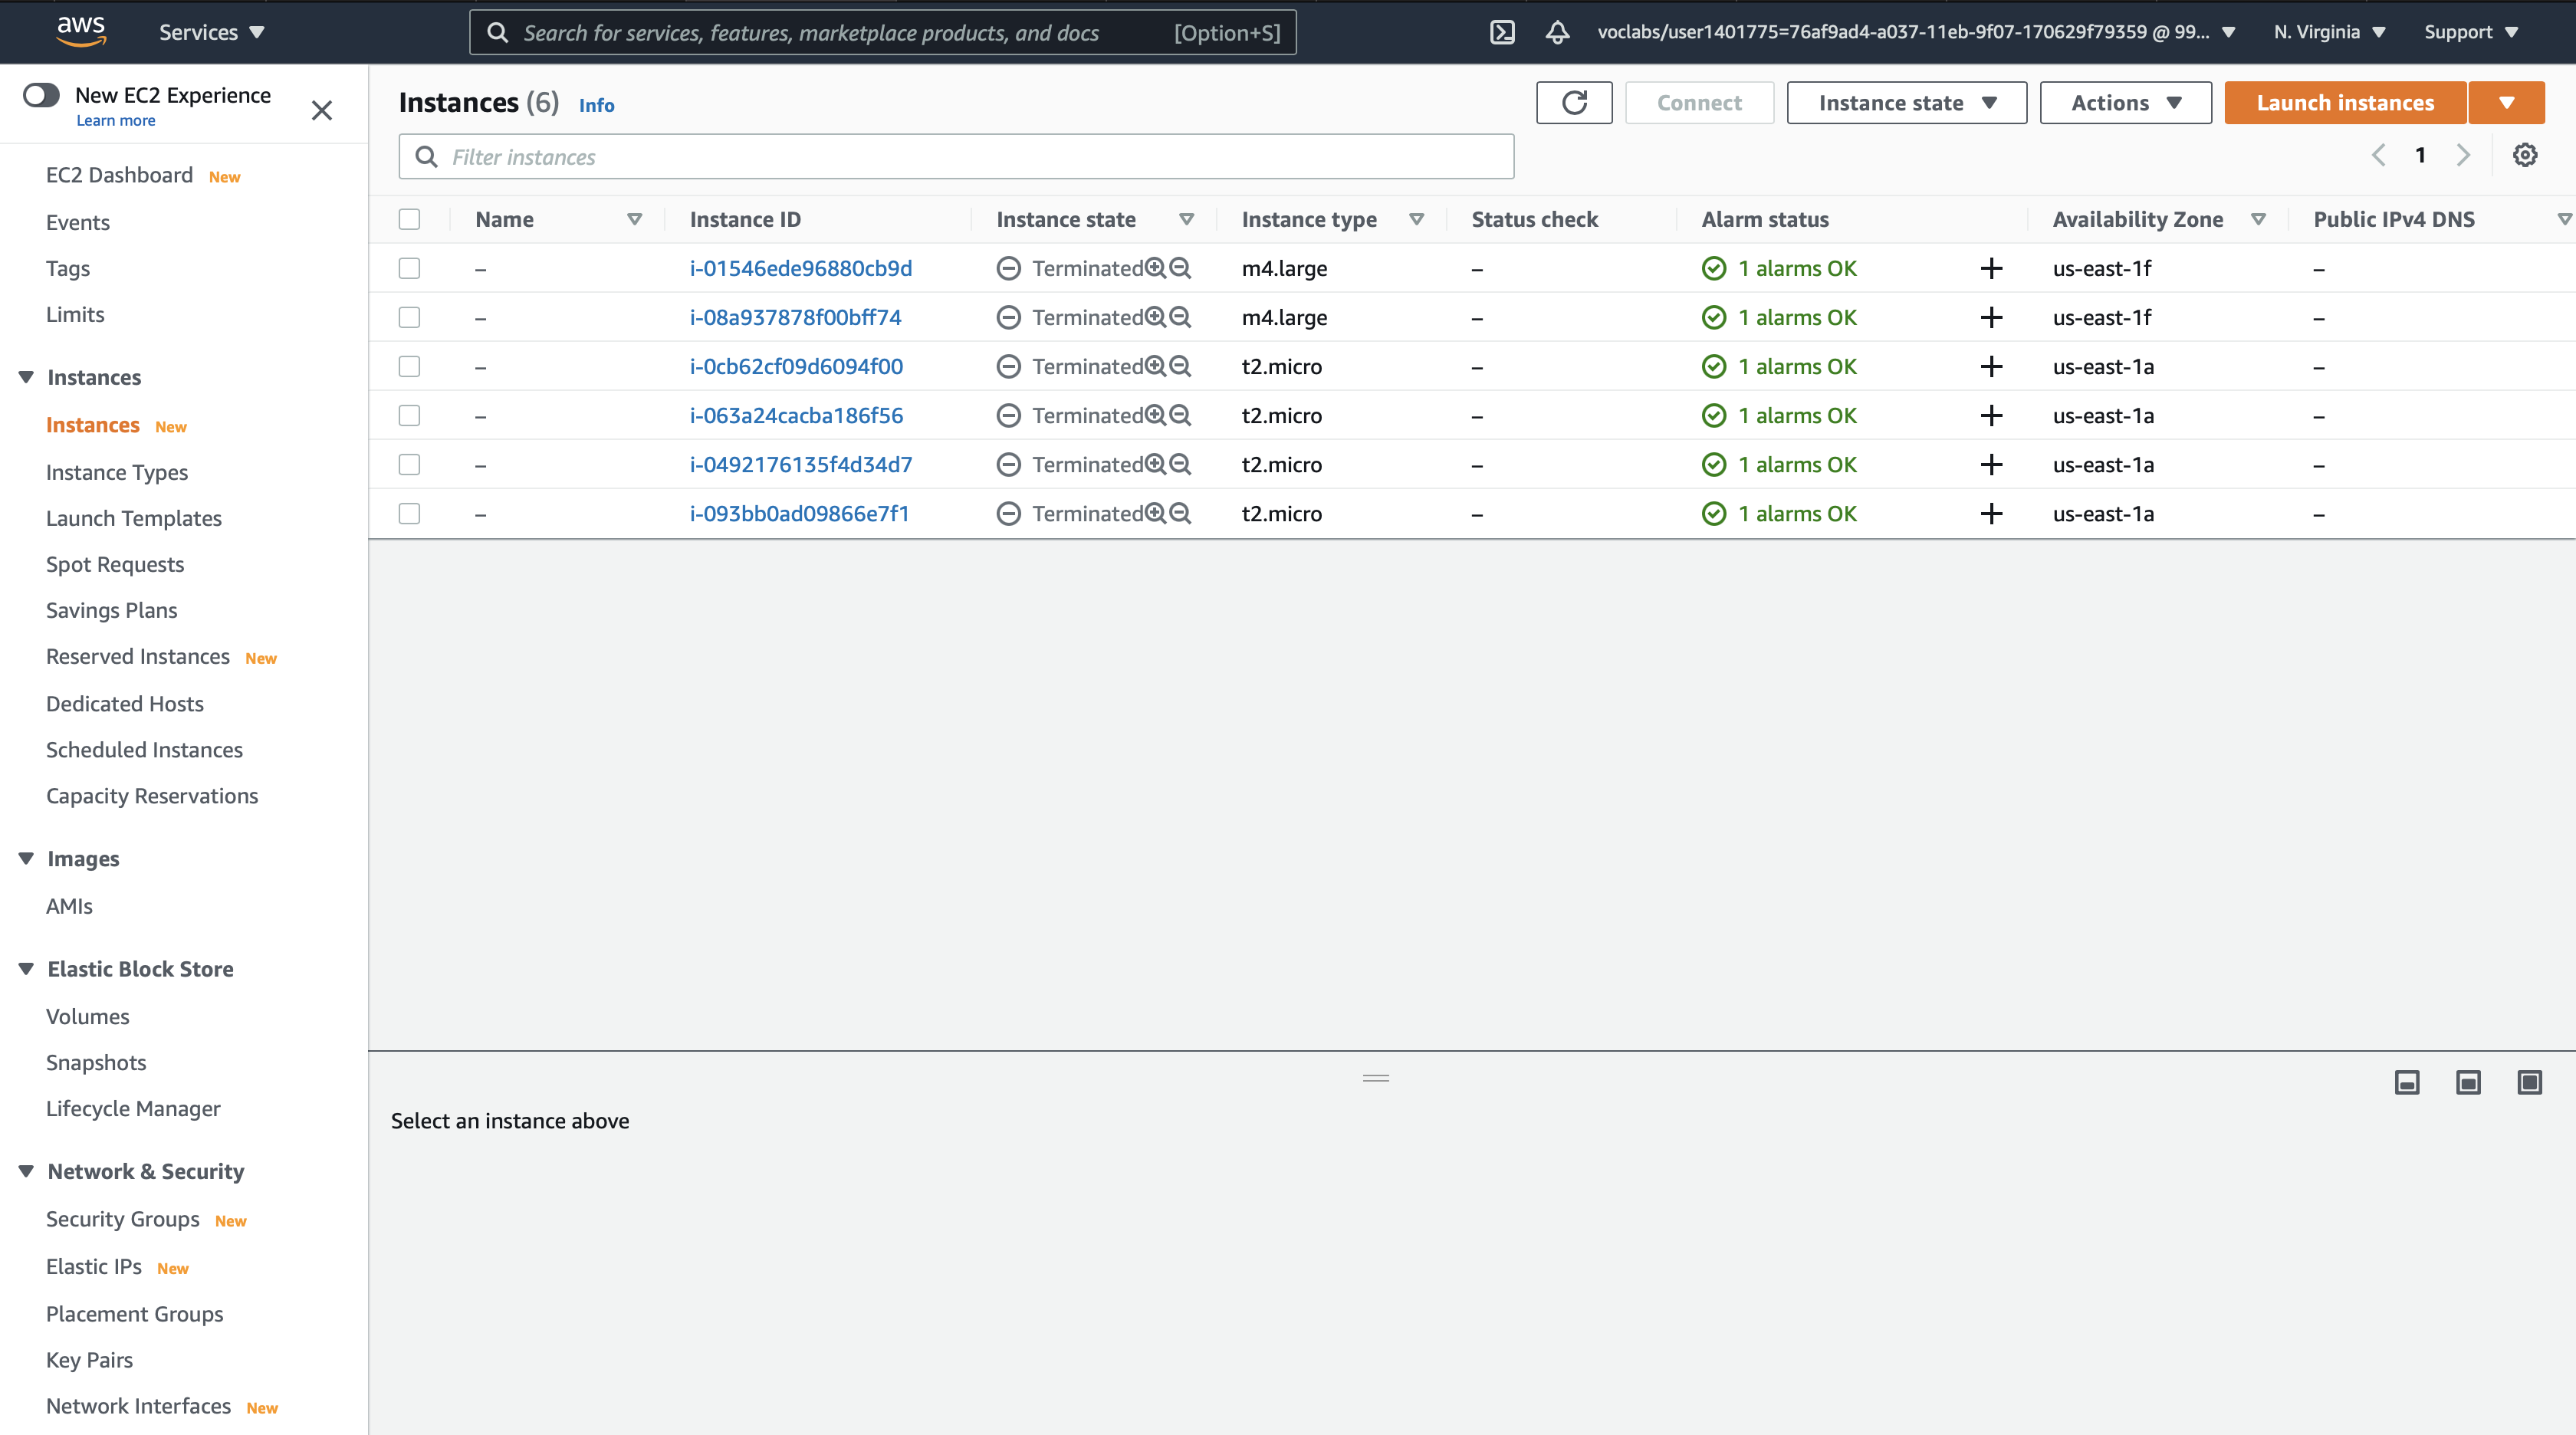 aws
Services
Search for services, features, marketplace products, and docs [Option+S]
voclabs/user1401775=76af9ad4-a037-11eb-9f07-170629f79359 @ 99...
N. Virginia
Support
New EC2 Experience
Learn more
EC2 Dashboard New
Events
Tags
Limits
Instances
Instances New
Instance Types
Launch Templates
Spot Requests
Savings Plans
Reserved Instances New
Dedicated Hosts
Scheduled Instances
Capacity Reservations
Images
AMIs
Elastic Block Store
Volumes
Snapshots
Lifecycle Manager
Network & Security
Security Groups New
Elastic IPs New
Placement Groups
Key Pairs
Network Interfaces New
Instances (6) Info
Connect
Instance state
Actions
Launch instances
Filter instances
1
Name Instance ID Instance state Instance type Status check Alarm status Availability Zone Public IPv4 DNS
– i-01546ede96880cb9d Terminated m4.large – 1 alarms OK + us-east-1f –
– i-08a937878f00bff74 Terminated m4.large – 1 alarms OK + us-east-1f –
– i-0cb62cf09d6094f00 Terminated t2.micro – 1 alarms OK + us-east-1a –
– i-063a24cacba186f56 Terminated t2.micro – 1 alarms OK + us-east-1a –
– i-0492176135f4d34d7 Terminated t2.micro – 1 alarms OK + us-east-1a –
– i-093bb0ad09866e7f1 Terminated t2.micro – 1 alarms OK + us-east-1a –
Select an instance above